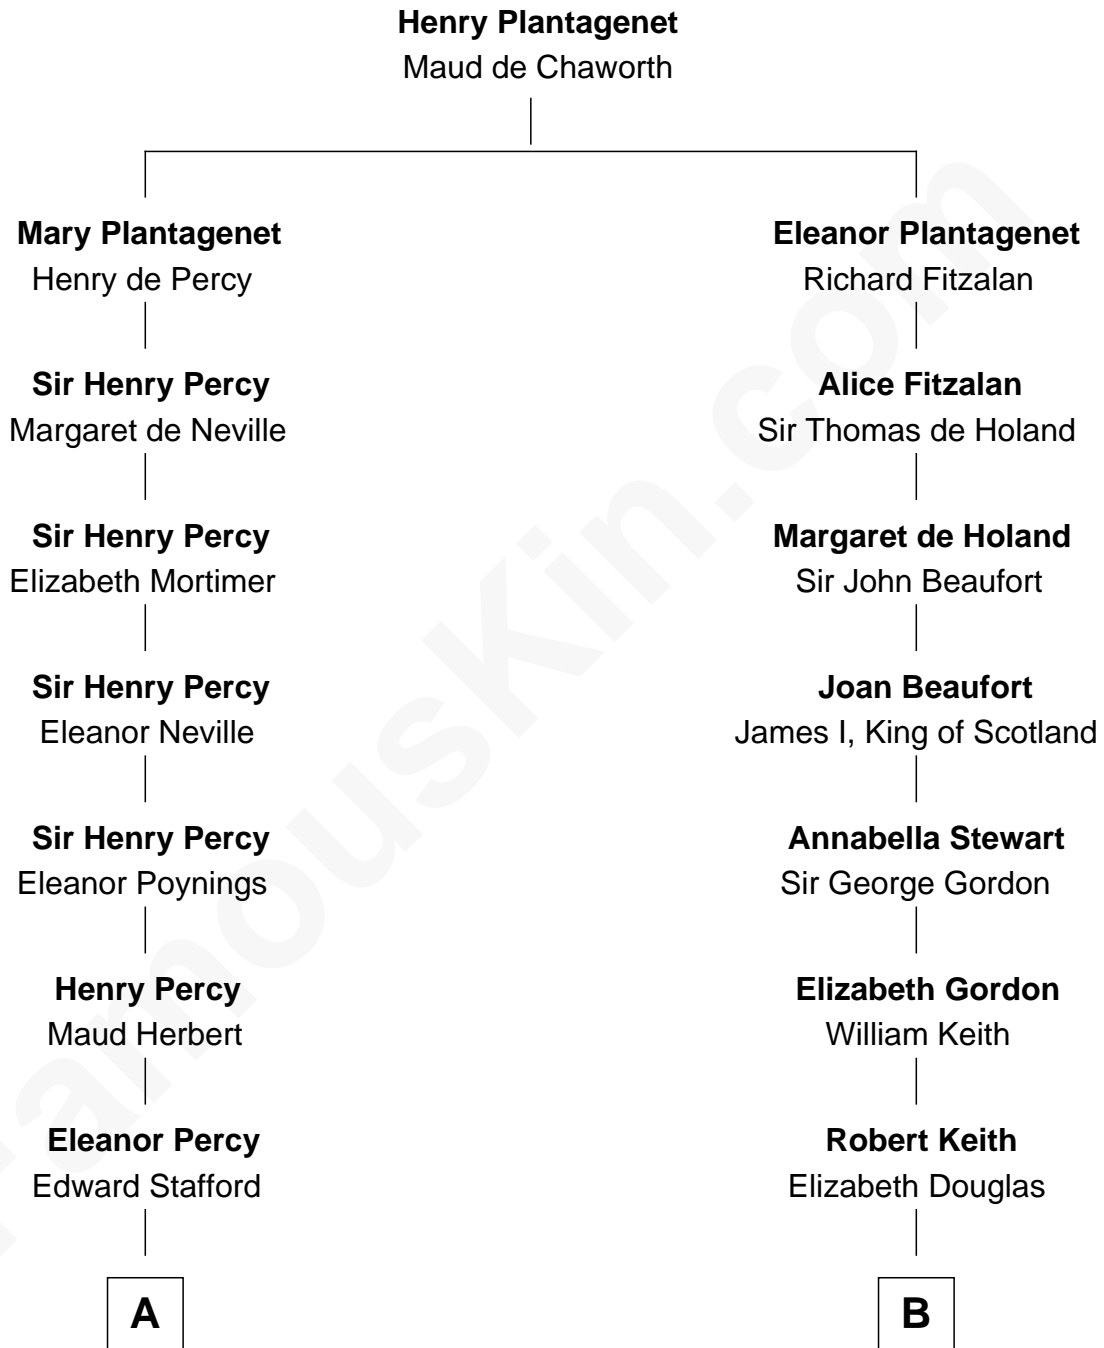 Henry Plantagenet
Maud de Chaworth
Mary Plantagenet
Henry de Percy
Sir Henry Percy
Margaret de Neville
Sir Henry Percy
Elizabeth Mortimer
Sir Henry Percy
Eleanor Neville
Sir Henry Percy
Eleanor Poynings
Henry Percy
Maud Herbert
Eleanor Percy
Edward Stafford
A
Eleanor Plantagenet
Richard Fitzalan
Alice Fitzalan
Sir Thomas de Holand
Margaret de Holand
Sir John Beaufort
Joan Beaufort
James I, King of Scotland
Annabella Stewart
Sir George Gordon
Elizabeth Gordon
William Keith
Robert Keith
Elizabeth Douglas
B
FamousKin.com